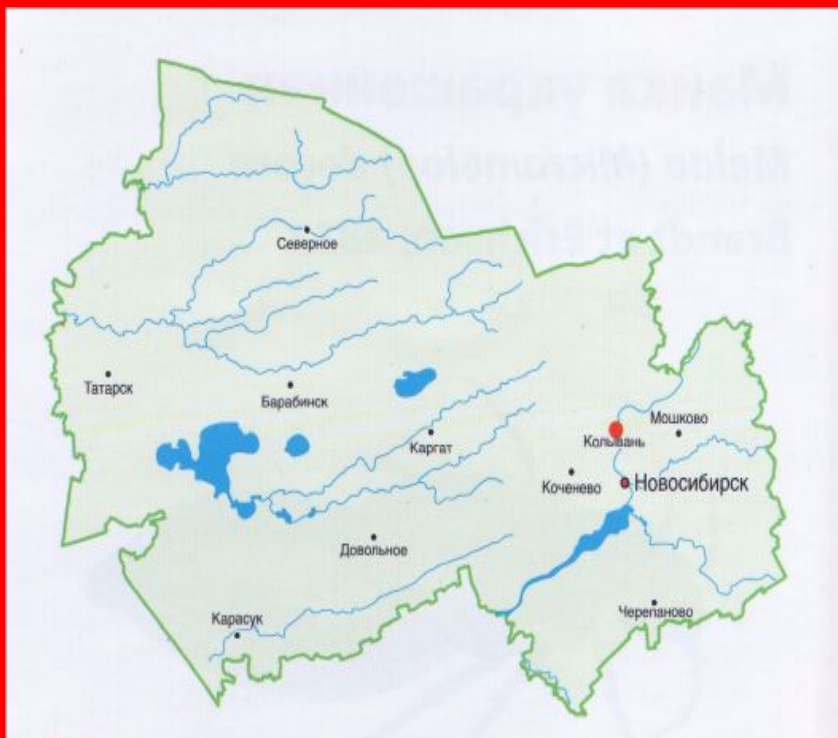 Северное
Татарск
Барабинск
Каргат
Колывань
Мошково
Коченево
Новосибирск
Довольное
Карасук
Черепаново